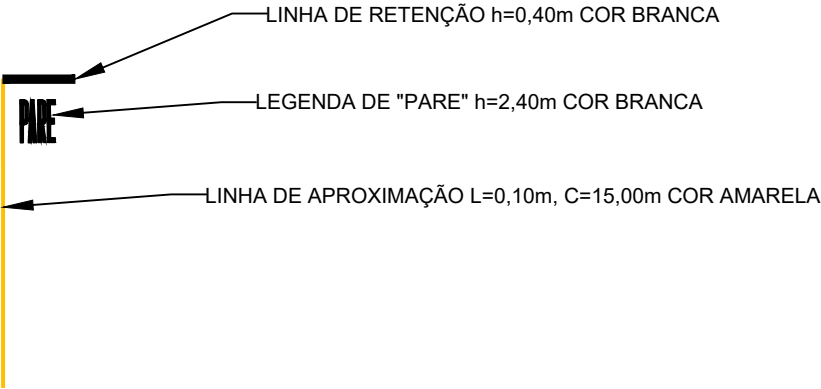 LINHA DE RETENÇÃO h=0,40m COR BRANCA
PARE
LEGENDA DE "PARE" h=2,40m COR BRANCA
LINHA DE APROXIMAÇÃO L=0,10m, C=15,00m COR AMARELA